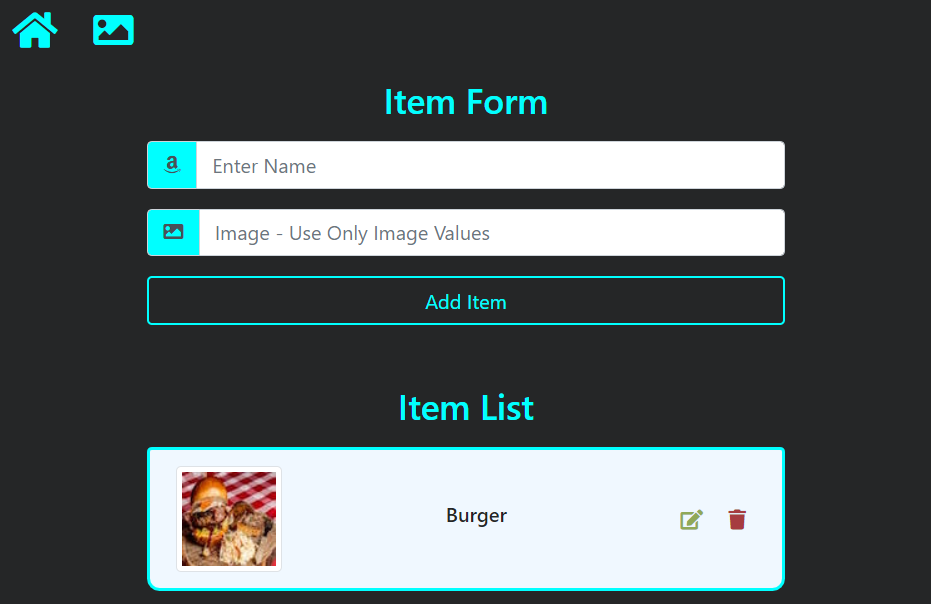 Item Form
Enter Name
Image - Use Only Image Values
Add Item
Item List
Burger